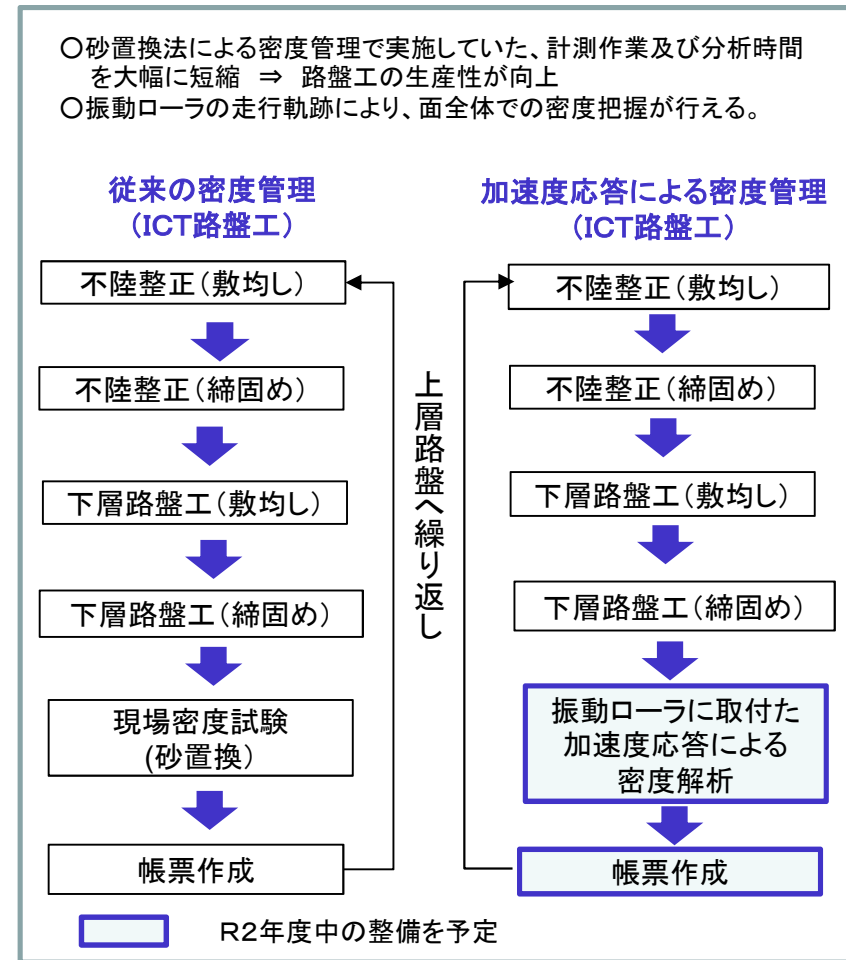 〇砂置換法による密度管理で実施していた、計測作業及び分析時間
を大幅に短縮 ⇒ 路盤工の生産性が向上
〇振動ローラの走行軌跡により、面全体での密度把握が行える。
従来の密度管理
（ICT路盤工）
不陸整正（敷均し）
不陸整正（締固め）
下層路盤工（敷均し）
下層路盤工（締固め）
現場密度試験
(砂置換）
帳票作成
上層路盤へ繰り返し
加速度応答による密度管理
（ICT路盤工）
不陸整正（敷均し）
不陸整正（締固め）
下層路盤工（敷均し）
下層路盤工（締固め）
振動ローラに取付た
加速度応答による
密度解析
帳票作成
R２年度中の整備を予定